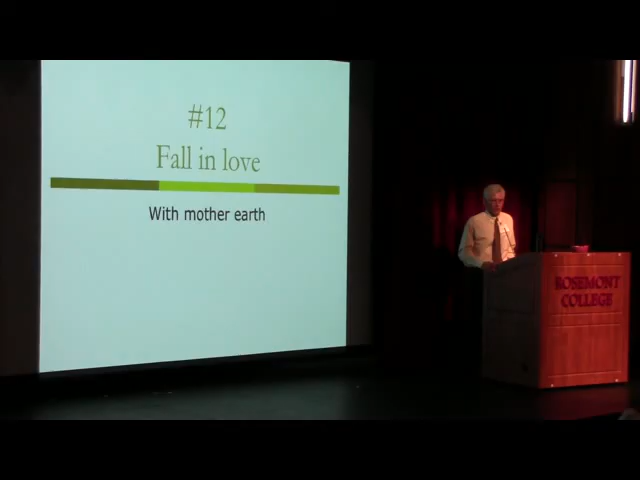 #12
Fall in love
With mother earth
ROSEMONT
COLLEGE